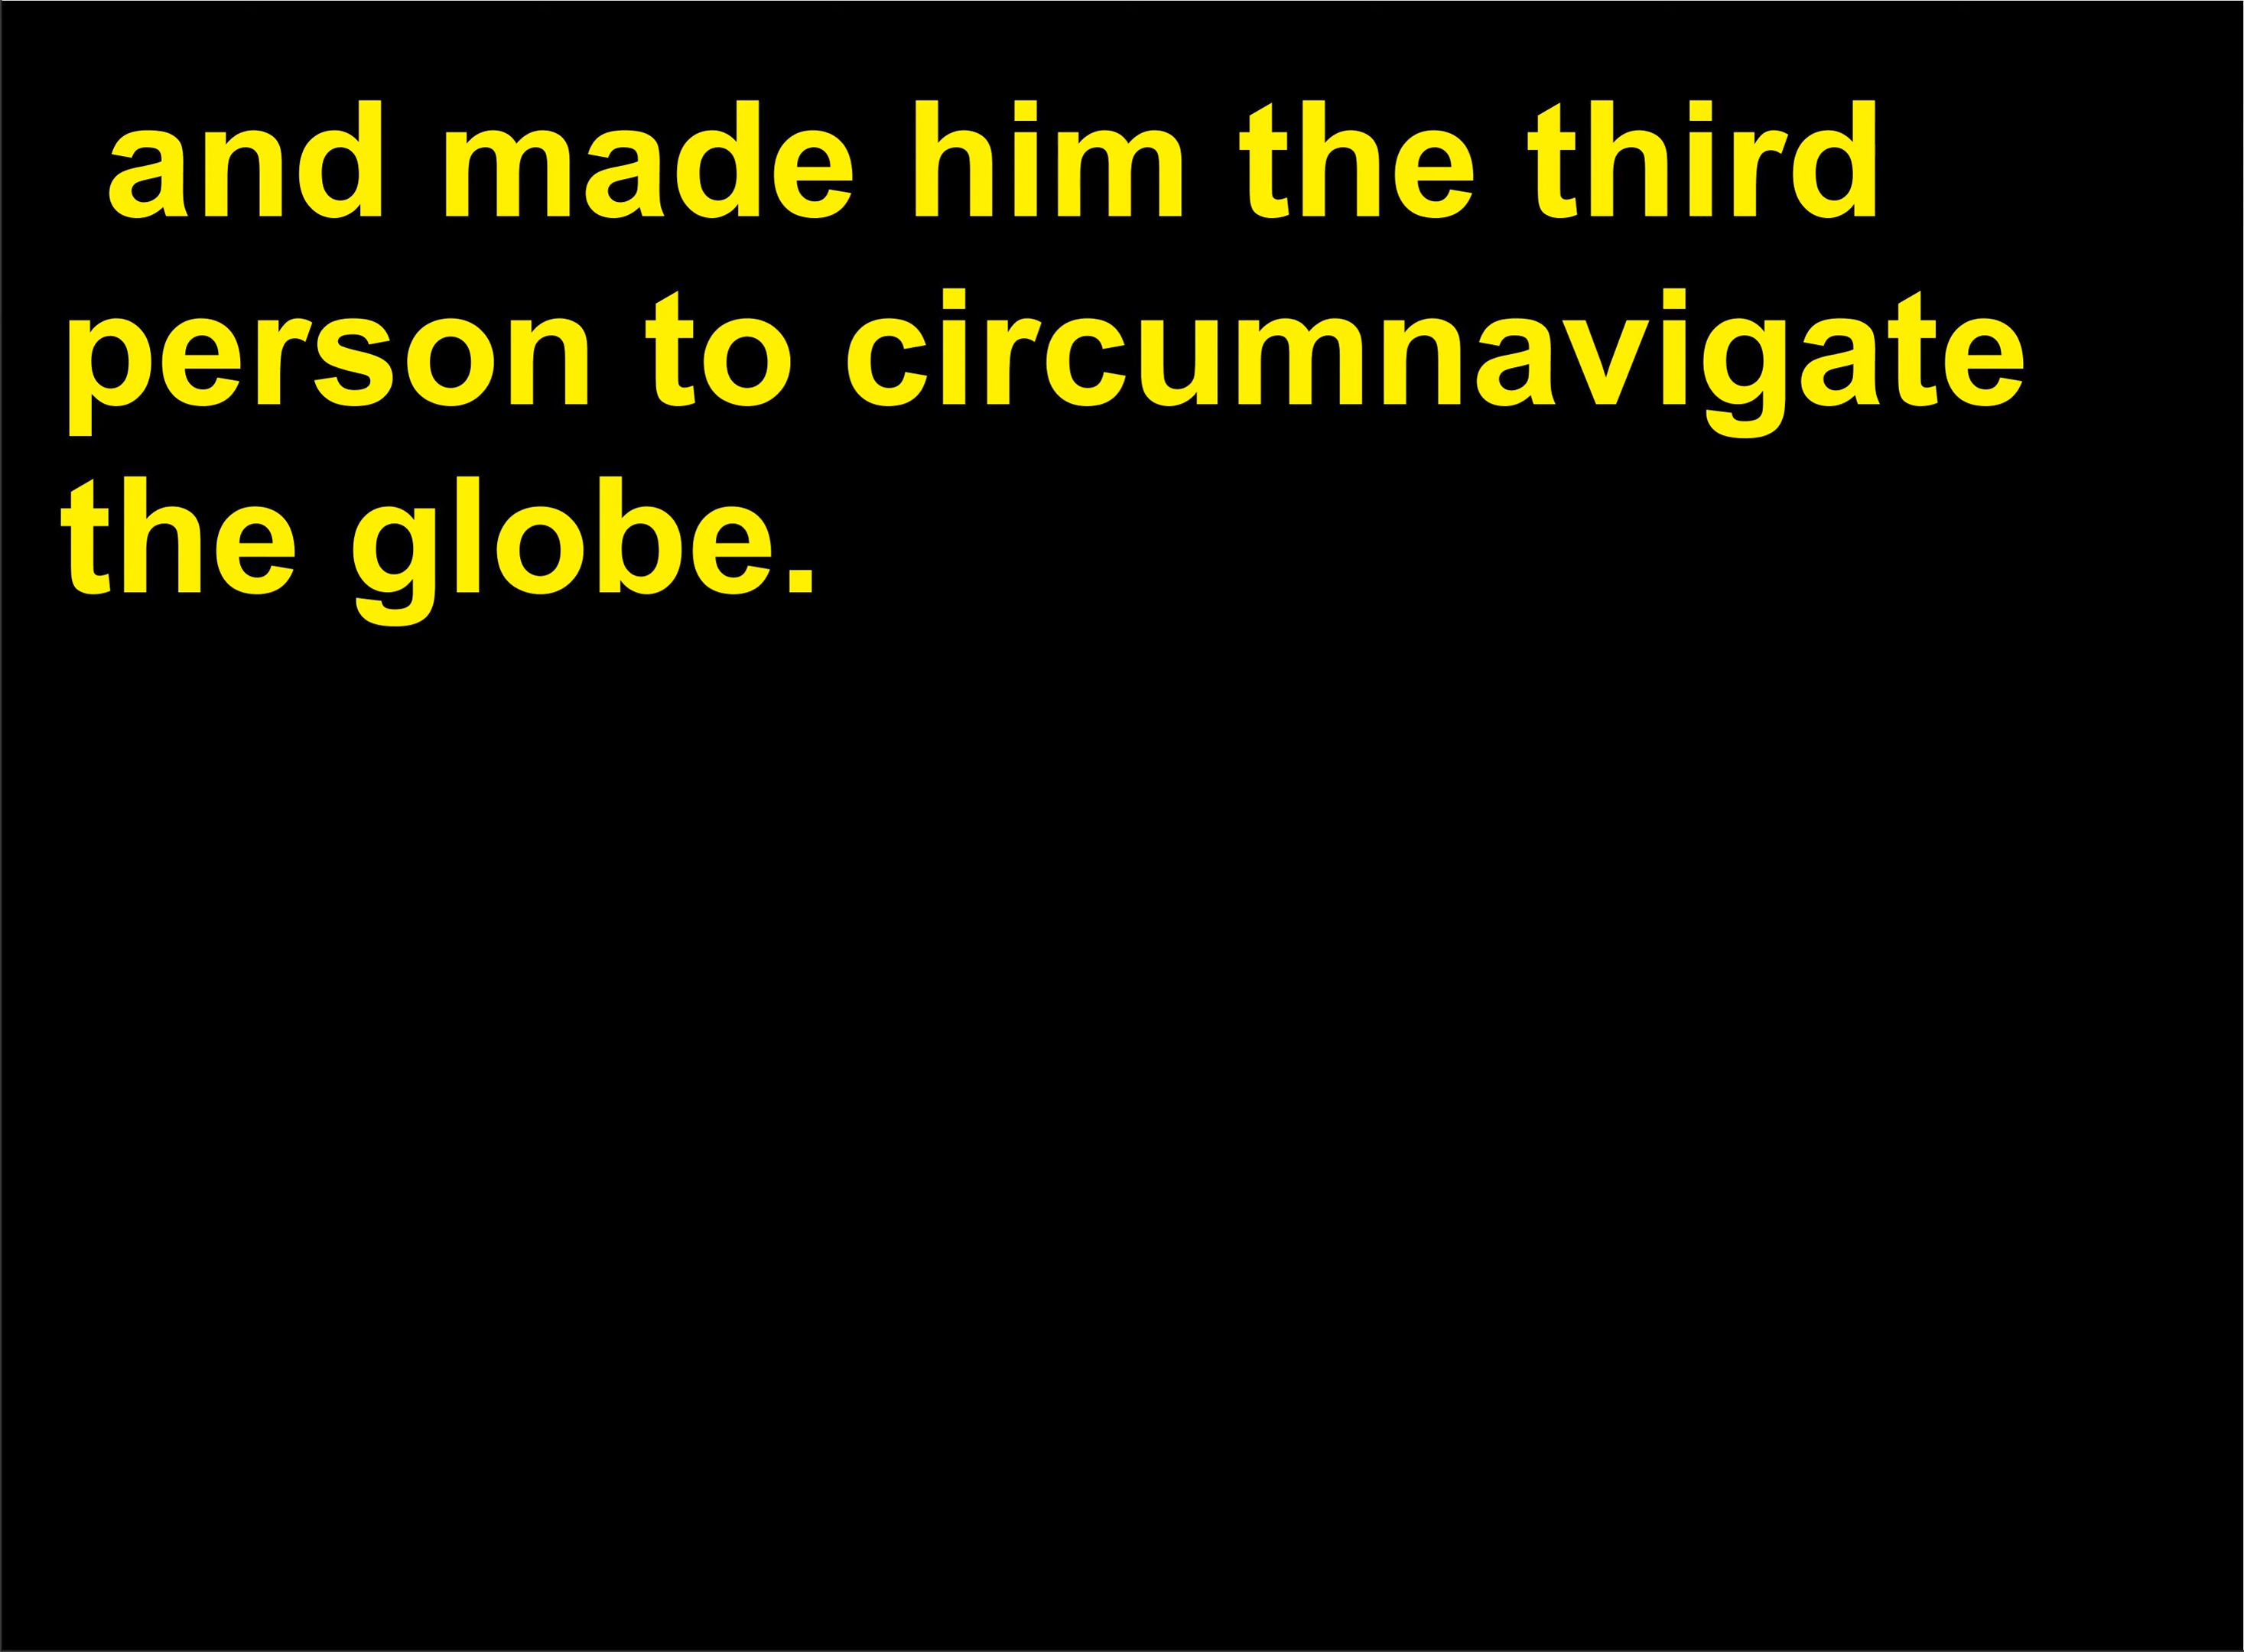 and made him the third
person to circumnavigate
the globe.